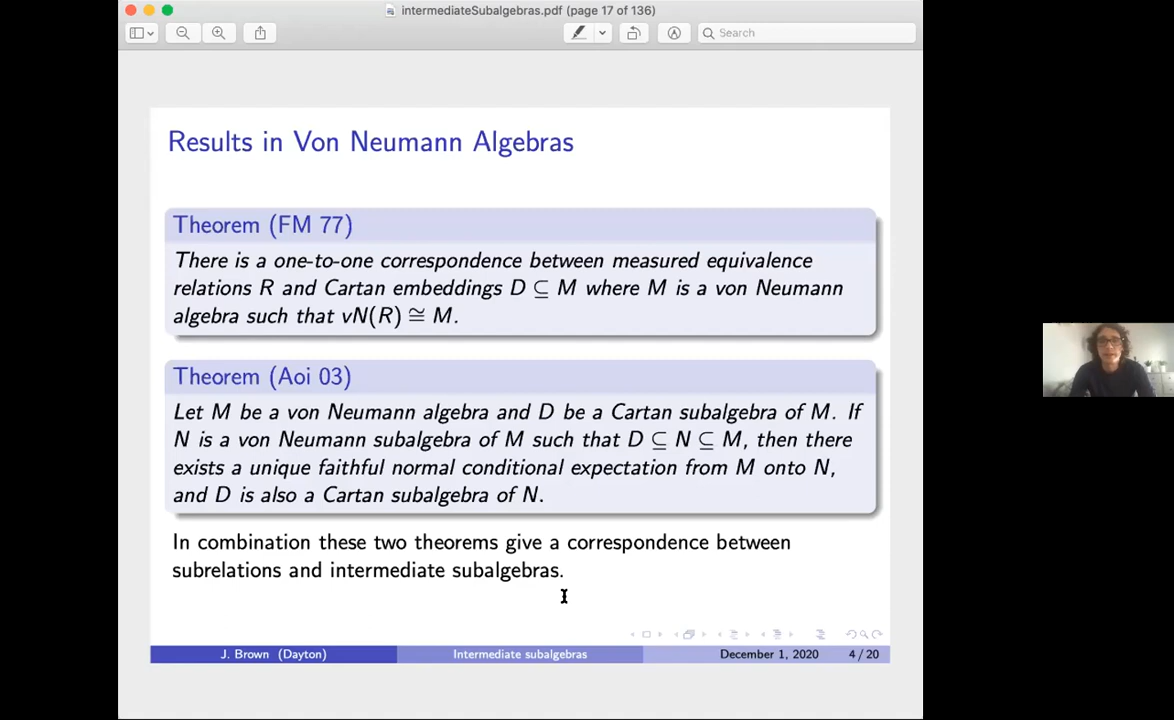 intermediateSubalgebras.pdf (page 17 of 136)
Search
Results in Von Neumann Algebras
Theorem (FM 77)
There is a one-to-one correspondence between measured equivalence
relations R and Cartan embeddings D ⊆ M where M is a von Neumann
algebra such that vN(R) ≅ M.
Theorem (Aoi 03)
Let M be a von Neumann algebra and D be a Cartan subalgebra of M. If
N is a von Neumann subalgebra of M such that D ⊆ N ⊆ M, then there
exists a unique faithful normal conditional expectation from M onto N,
and D is also a Cartan subalgebra of N.
In combination these two theorems give a correspondence between
subrelations and intermediate subalgebras.
J. Brown (Dayton) Intermediate subalgebras December 1, 2020 4 / 20